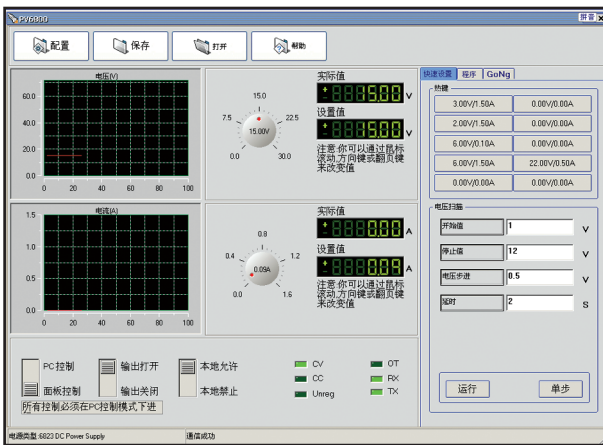 PV6000
拼音
配置
保存
打开
帮助
电压(V)
60.0
40.0
20.0
0.0
0 20 40 60 80 100
15.0
7.5
22.5
15.00V
0.0
30.0
实际值
15.00 V
设置值
15.00 V
注意:你可以通过鼠标
滚动,方向键或翻页键
来改变值
电流(A)
1.5
1.0
0.5
0.0
0 20 40 60 80 100
0.8
0.4
1.2
0.09A
0.0
1.6
实际值
0.00 A
设置值
0.09 A
注意:你可以通过鼠标
滚动,方向键或翻页键
来改变值
快速设置 程序 GoNg
热键
3.00V/1.50A 0.00V/0.00A
2.00V/1.50A 0.00V/0.00A
6.00V/0.10A 0.00V/0.00A
6.00V/1.50A 22.00V/0.50A
0.00V/0.00A 0.00V/0.00A
电压扫描
开始值 1 V
停止值 12 V
电压步进 0.5 V
延时 2 S
运行 单步
PC控制 输出打开 本地允许
面板控制 输出关闭 本地禁止
所有控制必须在PC控制模式下进
CV OT
CC RX
Unreg TX
电源类型:6823 DC Power Supply
通信成功